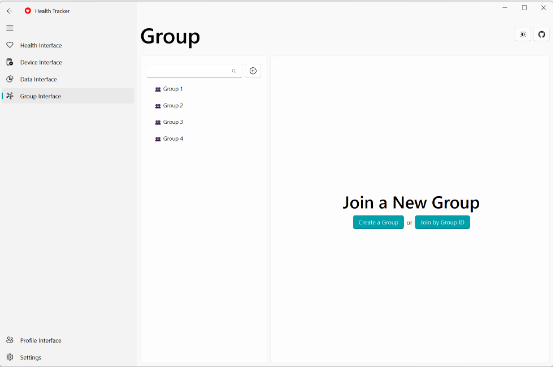 Health Tracker
Group
Health Interface
Device Interface
Data Interface
Group Interface
Group 1
Group 2
Group 3
Group 4
Join a New Group
Create a Group or Join by Group ID
Profile Interface
Settings